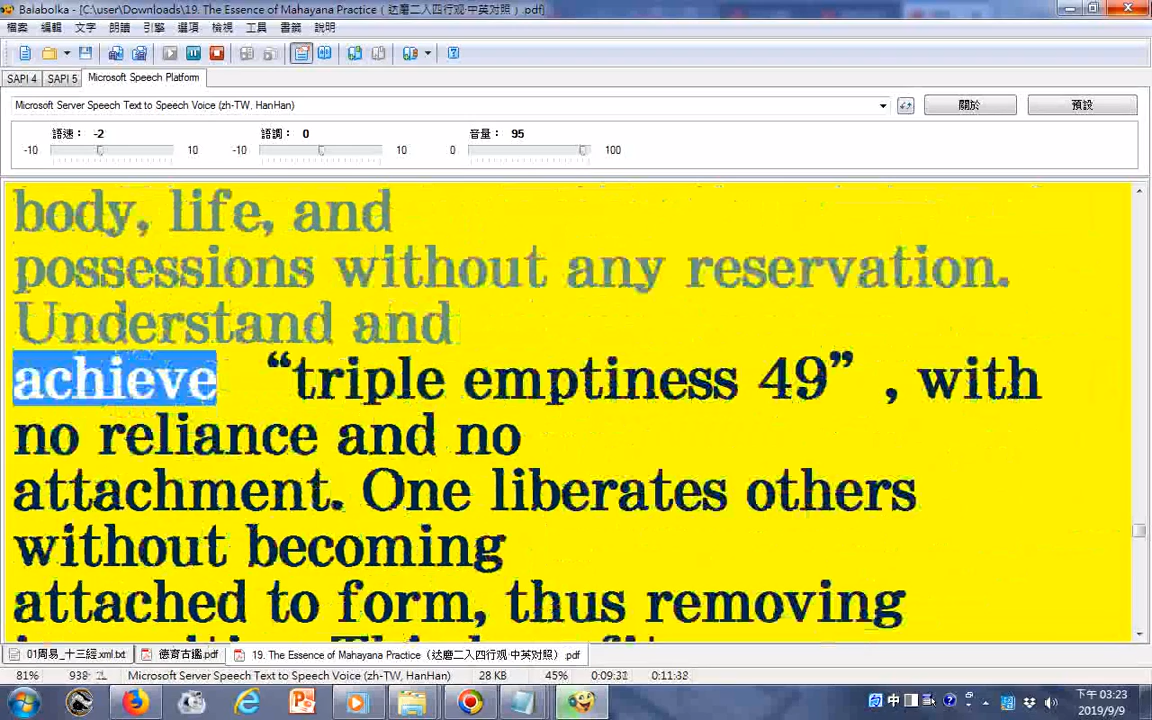 Balabolka - [C:\user\Downloads\19. The Essence of Mahayana Practice（达磨二入四行观·中英对照）.pdf]
檔案 編輯 文字 朗讀 引擎 選項 檢視 工具 書籤 說明
SAPI 4 SAPI 5 Microsoft Speech Platform
Microsoft Server Speech Text to Speech Voice (zh-TW, HanHan) 關於 預設
語速： -2 語調： 0 音量： 95
-10 10 -10 10 0 100
body, life, and
possessions without any reservation.
Understand and
achieve “triple emptiness 49” , with
no reliance and no
attachment. One liberates others
without becoming
attached to form, thus removing
01周易_十三經.xml.txt 德育古鑑.pdf 19. The Essence of Mahayana Practice（达磨二入四行观·中英对照）.pdf
81% Microsoft Server Speech Text to Speech Voice (zh-TW, HanHan) 28 KB 45% 0:09:31 0:11:38
中 下午 03:23
2019/9/9